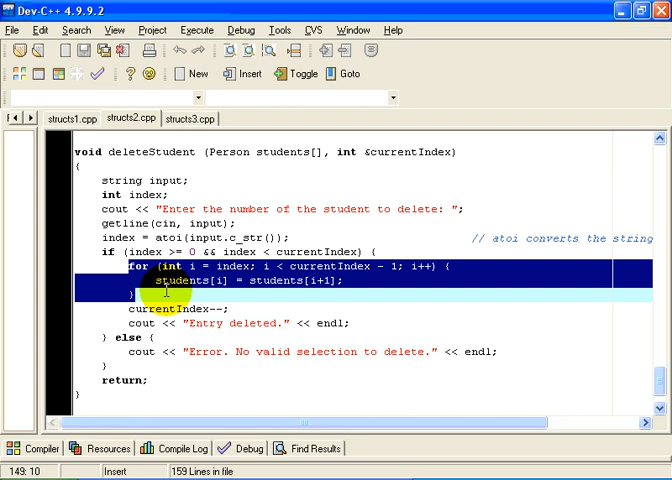 Dev-C++ 4.9.9.2
File Edit Search View Project Execute Debug Tools CVS Window Help
New Insert Toggle Goto
structs1.cpp structs2.cpp structs3.cpp
void deleteStudent (Person students[], int &currentIndex)
{
string input;
int index;
cout << "Enter the number of the student to delete: ";
getline(cin, input);
index = atoi(input.c_str()); // atoi converts the string
if (index >= 0 && index < currentIndex) {
for (int i = index; i < currentIndex - 1; i++) {
students[i] = students[i+1];
}
currentIndex--;
cout << "Entry deleted." << endl;
} else {
cout << "Error. No valid selection to delete." << endl;
}
return;
}
Compiler Resources Compile Log Debug Find Results
149: 10 Insert 159 Lines in file